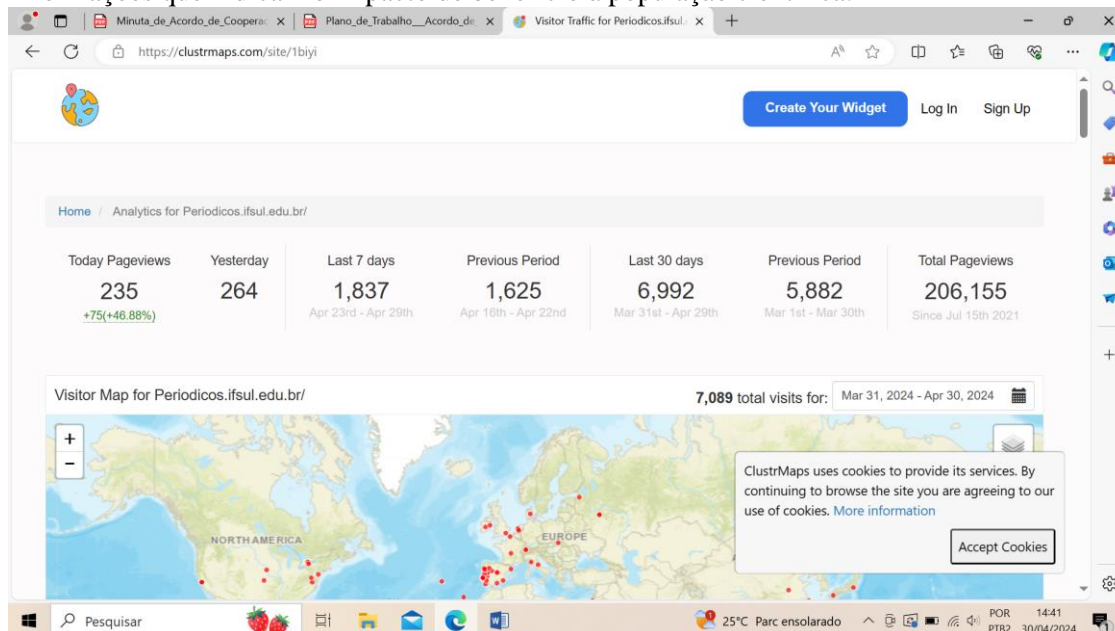 Minuta_de_Acordo_de_Cooperac
Plano_de_Trabalho__Acordo_de
Visitor Traffic for Periodicos.ifsul.
https://clustrmaps.com/site/1biyi
Create Your Widget Log In Sign Up
Home / Analytics for Periodicos.ifsul.edu.br/
Today Pageviews Yesterday Last 7 days Previous Period Last 30 days Previous Period Total Pageviews
235 264 1,837 1,625 6,992 5,882 206,155
+75(+46.88%) Apr 23rd - Apr 29th Apr 16th - Apr 22nd Mar 31st - Apr 29th Mar 1st - Mar 30th Since Jul 15th 2021
Visitor Map for Periodicos.ifsul.edu.br/ 7,089 total visits for: Mar 31, 2024 - Apr 30, 2024
+
-
NORTH AMERICA
EUROPE
ClustrMaps uses cookies to provide its services. By
continuing to browse the site you are agreeing to our
use of cookies. More information
Accept Cookies
Pesquisar 25°C Parc ensolarado POR 14:41
PTB2 30/04/2024